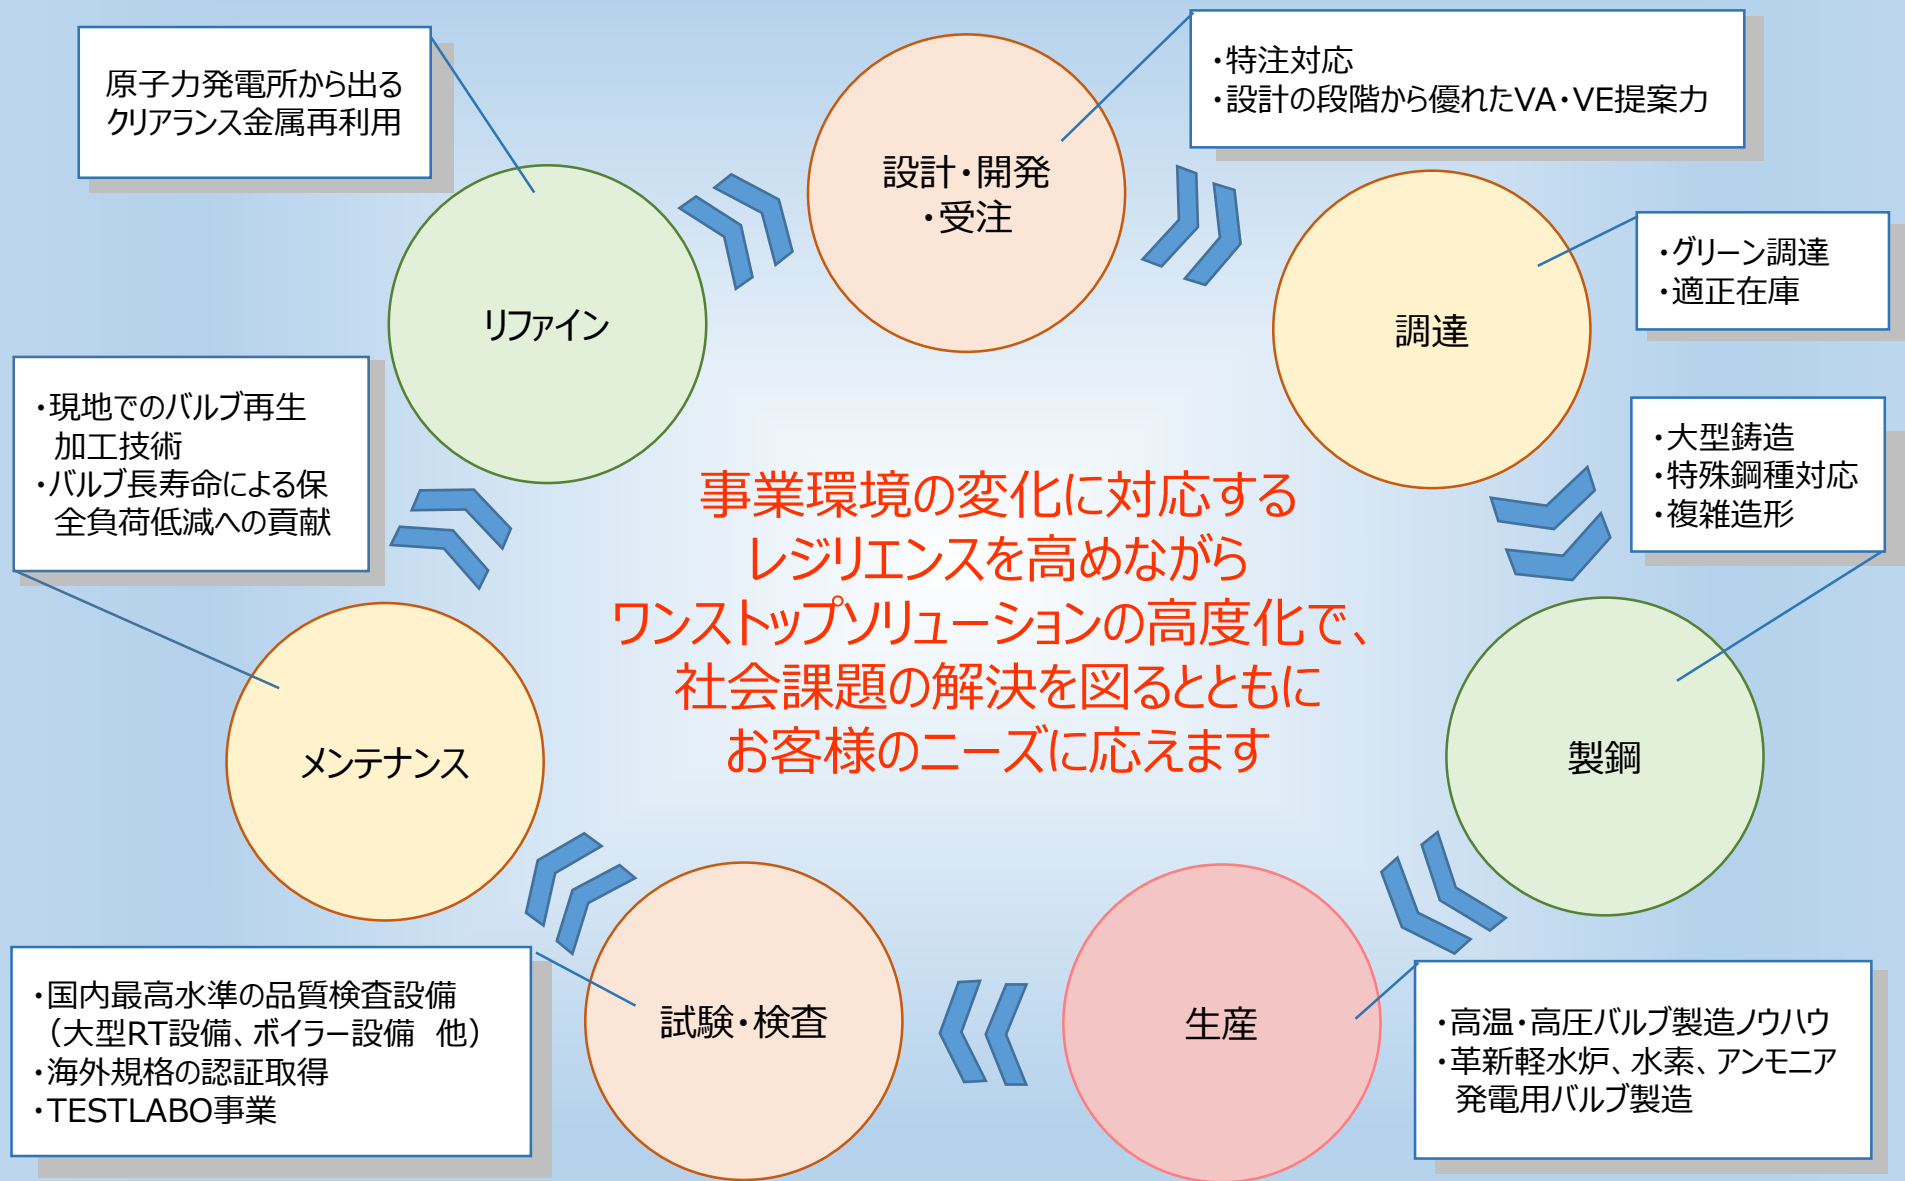 原子力発電所から出る
クリアランス金属再利用
・特注対応
・設計の段階から優れたVA・VE提案力
設計・開発
・受注
・グリーン調達
・適正在庫
調達
リファイン
・現地でのバルブ再生
加工技術
・バルブ長寿命による保
全負荷低減への貢献
・大型鋳造
・特殊鋼種対応
・複雑造形
事業環境の変化に対応する
レジリエンスを高めながら
ワンストップソリューションの高度化で、
社会課題の解決を図るとともに
お客様のニーズに応えます
メンテナンス
製鋼
・国内最高水準の品質検査設備
（大型RT設備、ボイラー設備　他）
・海外規格の認証取得
・TESTLABO事業
試験・検査
生産
・高温・高圧バルブ製造ノウハウ
・革新軽水炉、水素、アンモニア
発電用バルブ製造